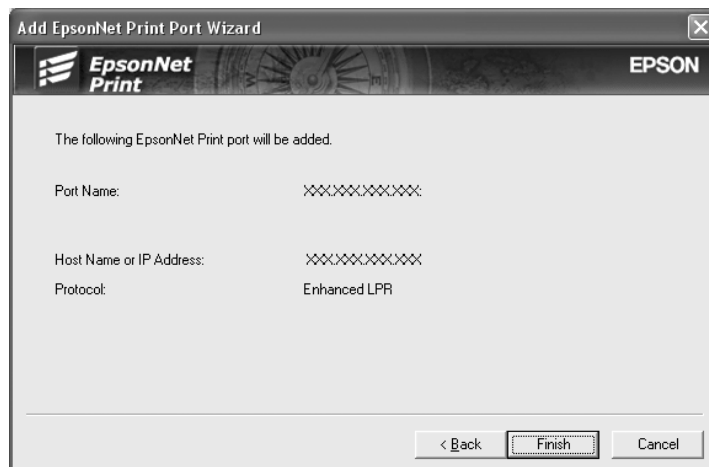 Add EpsonNet Print Port Wizard
EpsonNet
Print
EPSON
The following EpsonNet Print port will be added.
Port Name: XXX.XXX.XXX.XXX:
Host Name or IP Address: XXX.XXX.XXX.XXX
Protocol: Enhanced LPR
< Back Finish Cancel